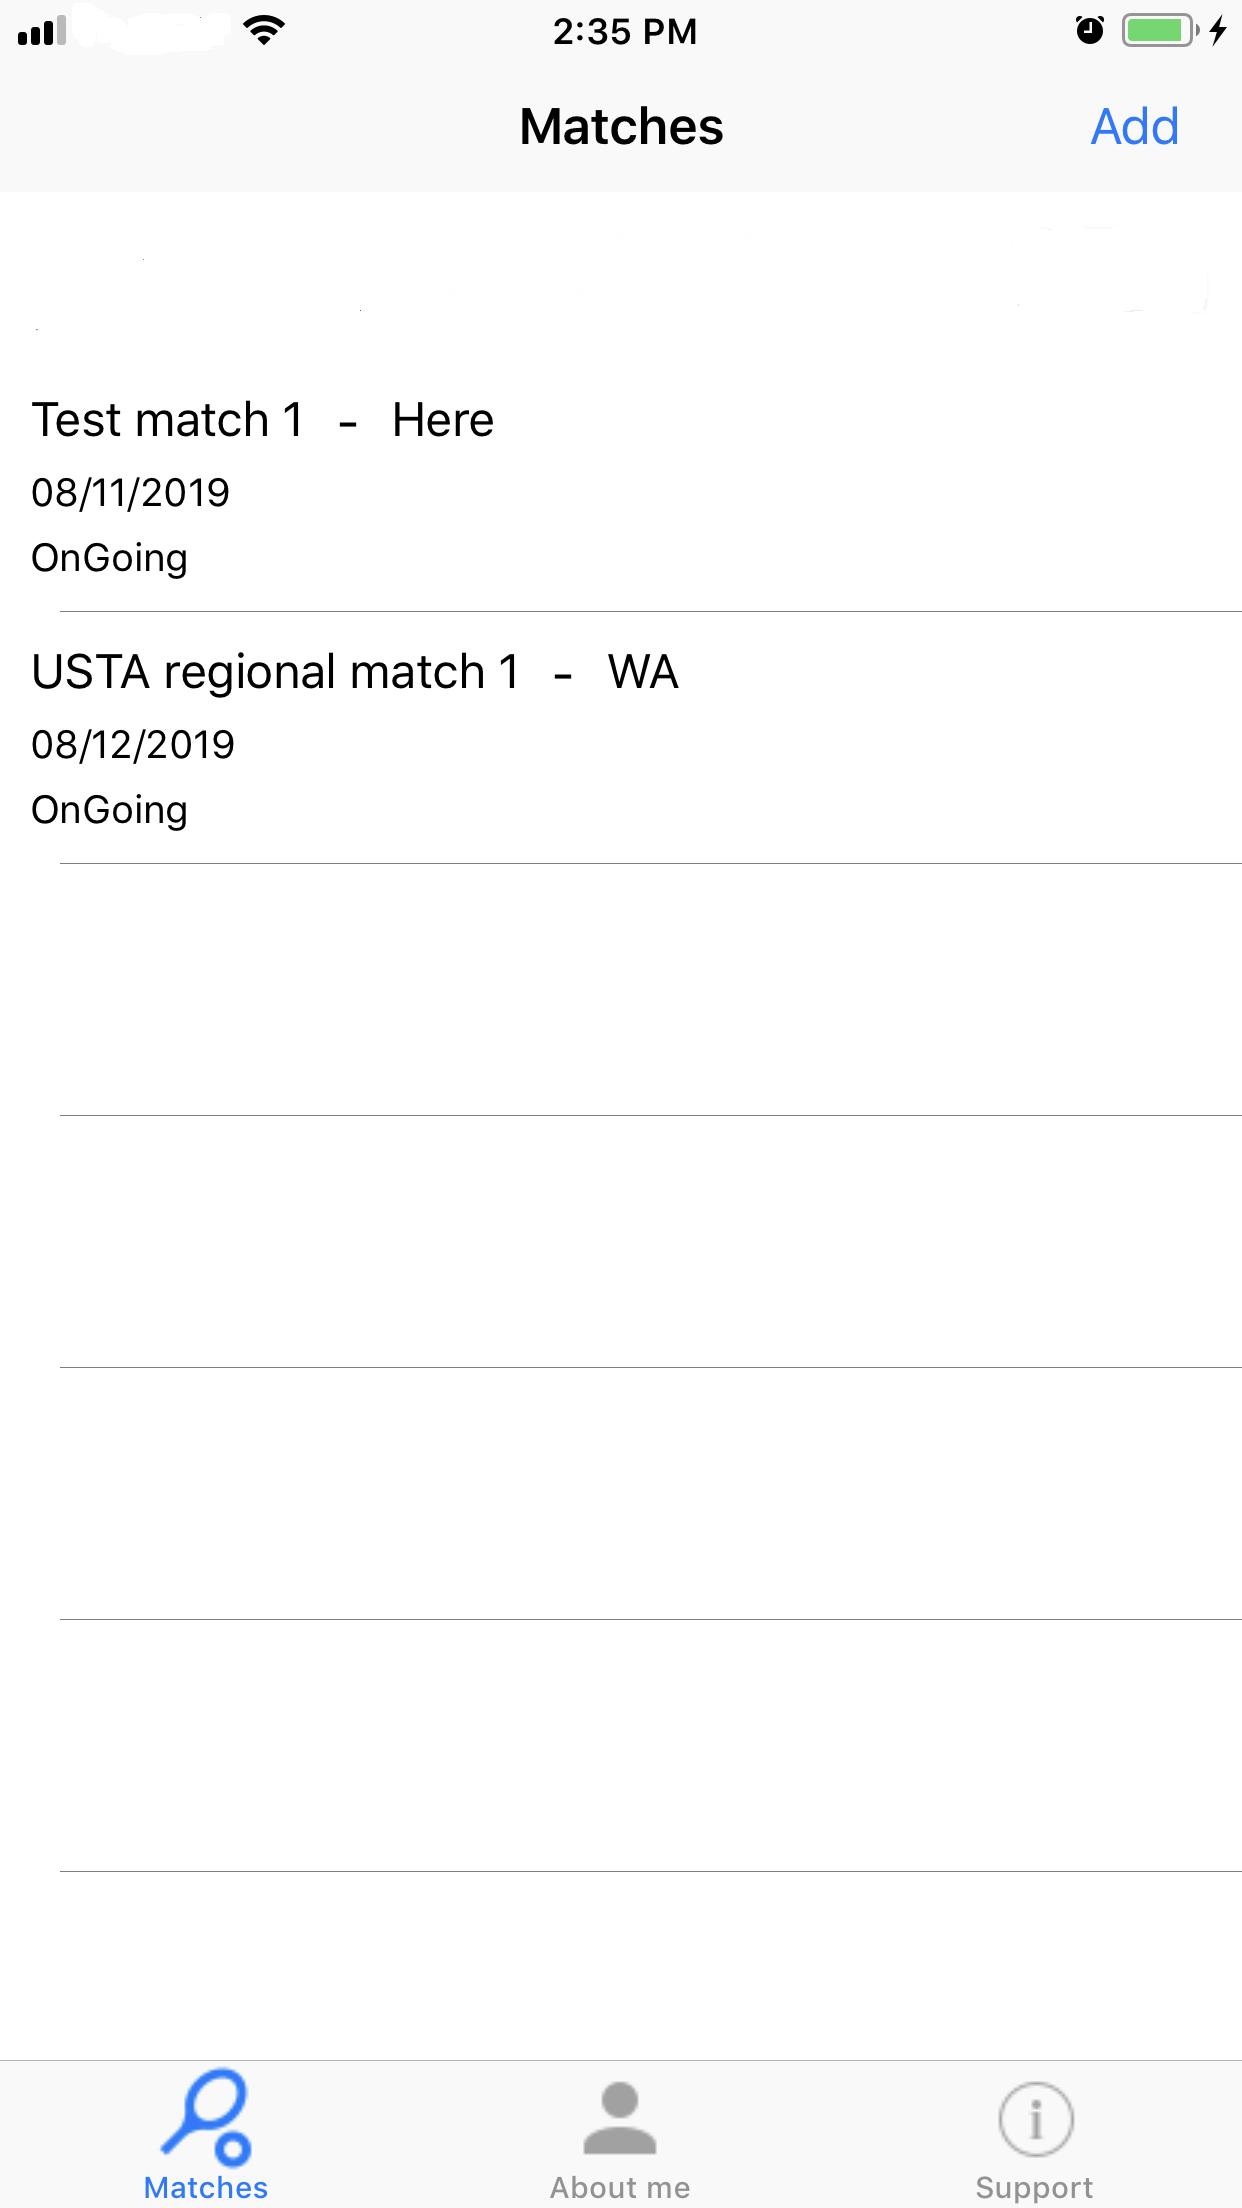 2:35 PM
Matches
Add
Test match 1 - Here
08/11/2019
OnGoing
USTA regional match 1 - WA
08/12/2019
OnGoing
Matches
About me
Support